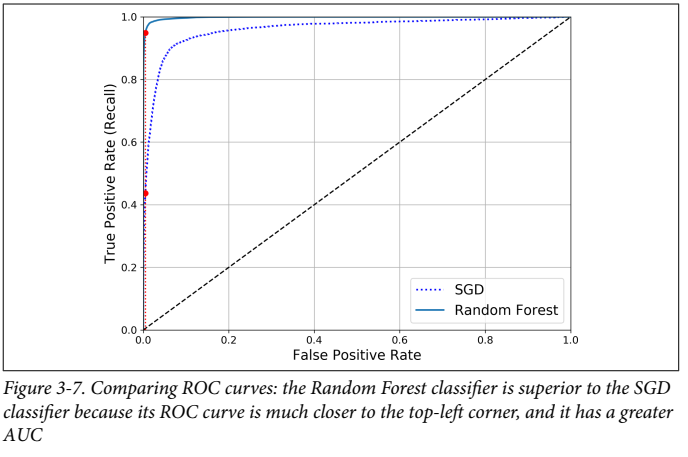 1.0
0.8
0.6
0.4
0.2
0.0
True Positive Rate (Recall)
SGD
Random Forest
0.0 0.2 0.4 0.6 0.8 1.0
False Positive Rate
Figure 3-7. Comparing ROC curves: the Random Forest classifier is superior to the SGD
classifier because its ROC curve is much closer to the top-left corner, and it has a greater
AUC